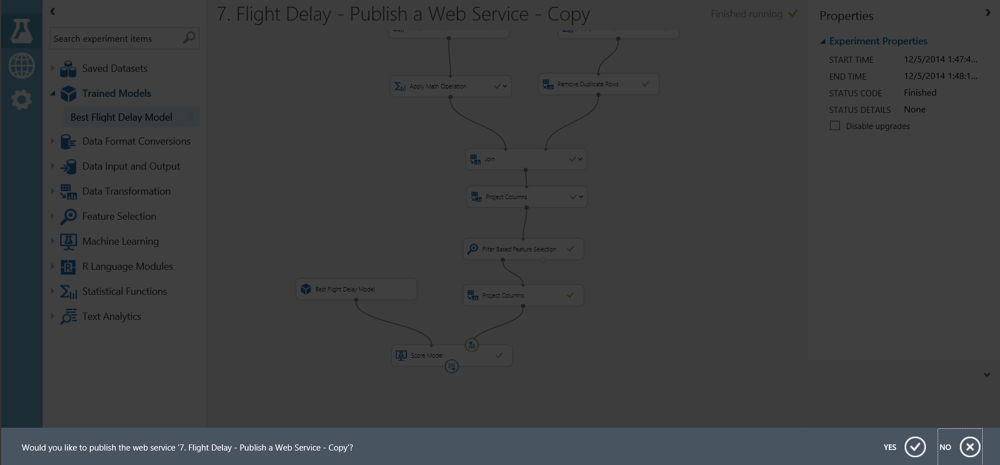 7. Flight Delay - Publish a Web Service - Copy
Finished running
Search experiment items
Saved Datasets
Trained Models
Best Flight Delay Model
Data Format Conversions
Data Input and Output
Data Transformation
Feature Selection
Machine Learning
R Language Modules
Statistical Functions
Text Analytics
Apply Math Operation
Remove Duplicate Rows
Join
Project Columns
Filter Based Feature Selection
Best Flight Delay Model
Project Columns
Score Model
Properties
Experiment Properties
START TIME 12/5/2014 1:47:4...
END TIME 12/5/2014 1:48:1...
STATUS CODE Finished
STATUS DETAILS None
Disable upgrades
Would you like to publish the web service '7. Flight Delay - Publish a Web Service - Copy'?
YES
NO